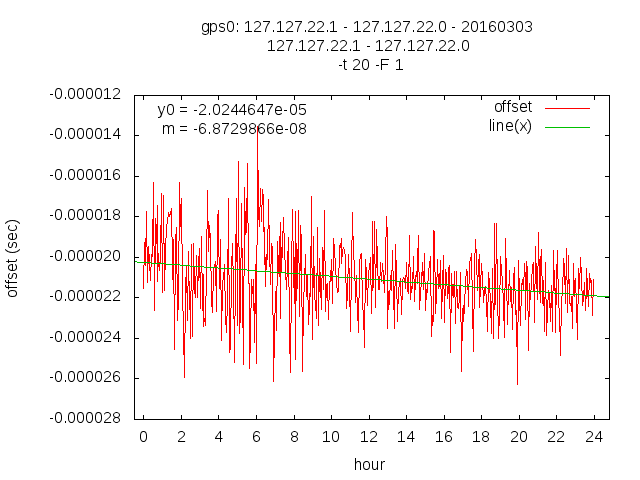 gps0: 127.127.22.1 - 127.127.22.0 - 20160303
127.127.22.1 - 127.127.22.0
-t 20 -F 1
y0 = -2.0244647e-05
m = -6.8729866e-08
offset
line(x)
-0.000012
-0.000014
-0.000016
-0.000018
-0.000020
-0.000022
-0.000024
-0.000026
-0.000028
offset (sec)
0 2 4 6 8 10 12 14 16 18 20 22 24
hour